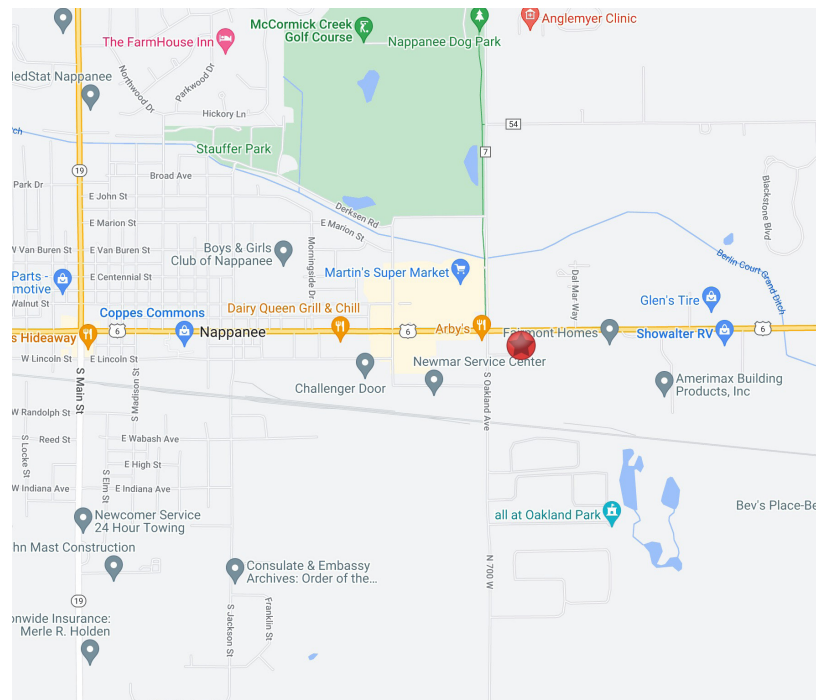 McCormick Creek
Golf Course
Anglemyer Clinic
The FarmHouse Inn
Nappanee Dog Park
Northwood Dr
Parkwood Dr
ledStat Nappanee
Hickory Ln
54
tch
7
Stauffer Park
19
Broad Ave
Park Dr
E John St
Derksen Rd
Blackstone Blvd
E Marion St
E Marion St
W Van Buren St
E Van Buren St
Boys & Girls
Club of Nappanee
Morningside Dr
Berlin Court Grand Ditch
Parts -
motive
E Centennial St
Martin's Super Market
Dal Mar Way
Walnut St
Glen's Tire
Coppes Commons
Dairy Queen Grill & Chill
s Hideaway
6
Nappanee
6
Arby's
Fairmont Homes
Showalter RV
6
W Lincoln St
E Lincoln St
Newmar Service Center
Challenger Door
Amerimax Building
Products, Inc
S Main St
S Madison St
S Oakland Ave
W Randolph St
Reed St
E Wabash Ave
S Locke St
E High St
S Elm St
W Indiana Ave
E Indiana Ave
Bev's Place-Be
Newcomer Service
24 Hour Towing
all at Oakland Park
hn Mast Construction
Consulate & Embassy
Archives: Order of the...
N 700 W
19
S Jackson St
Franklin St
onwide Insurance:
Merle R. Holden